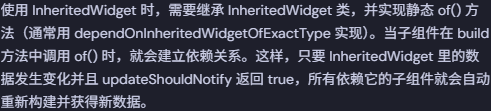 使用 InheritedWidget 时，需要继承 InheritedWidget 类，并实现静态 of() 方
法（通常用 dependOnInheritedWidgetOfExactType 实现）。当子组件在 build
方法中调用 of() 时，就会建立依赖关系。这样，只要 InheritedWidget 里的数
据发生变化并且 updateShouldNotify 返回 true，所有依赖它的子组件就会自动
重新构建并获得新数据。